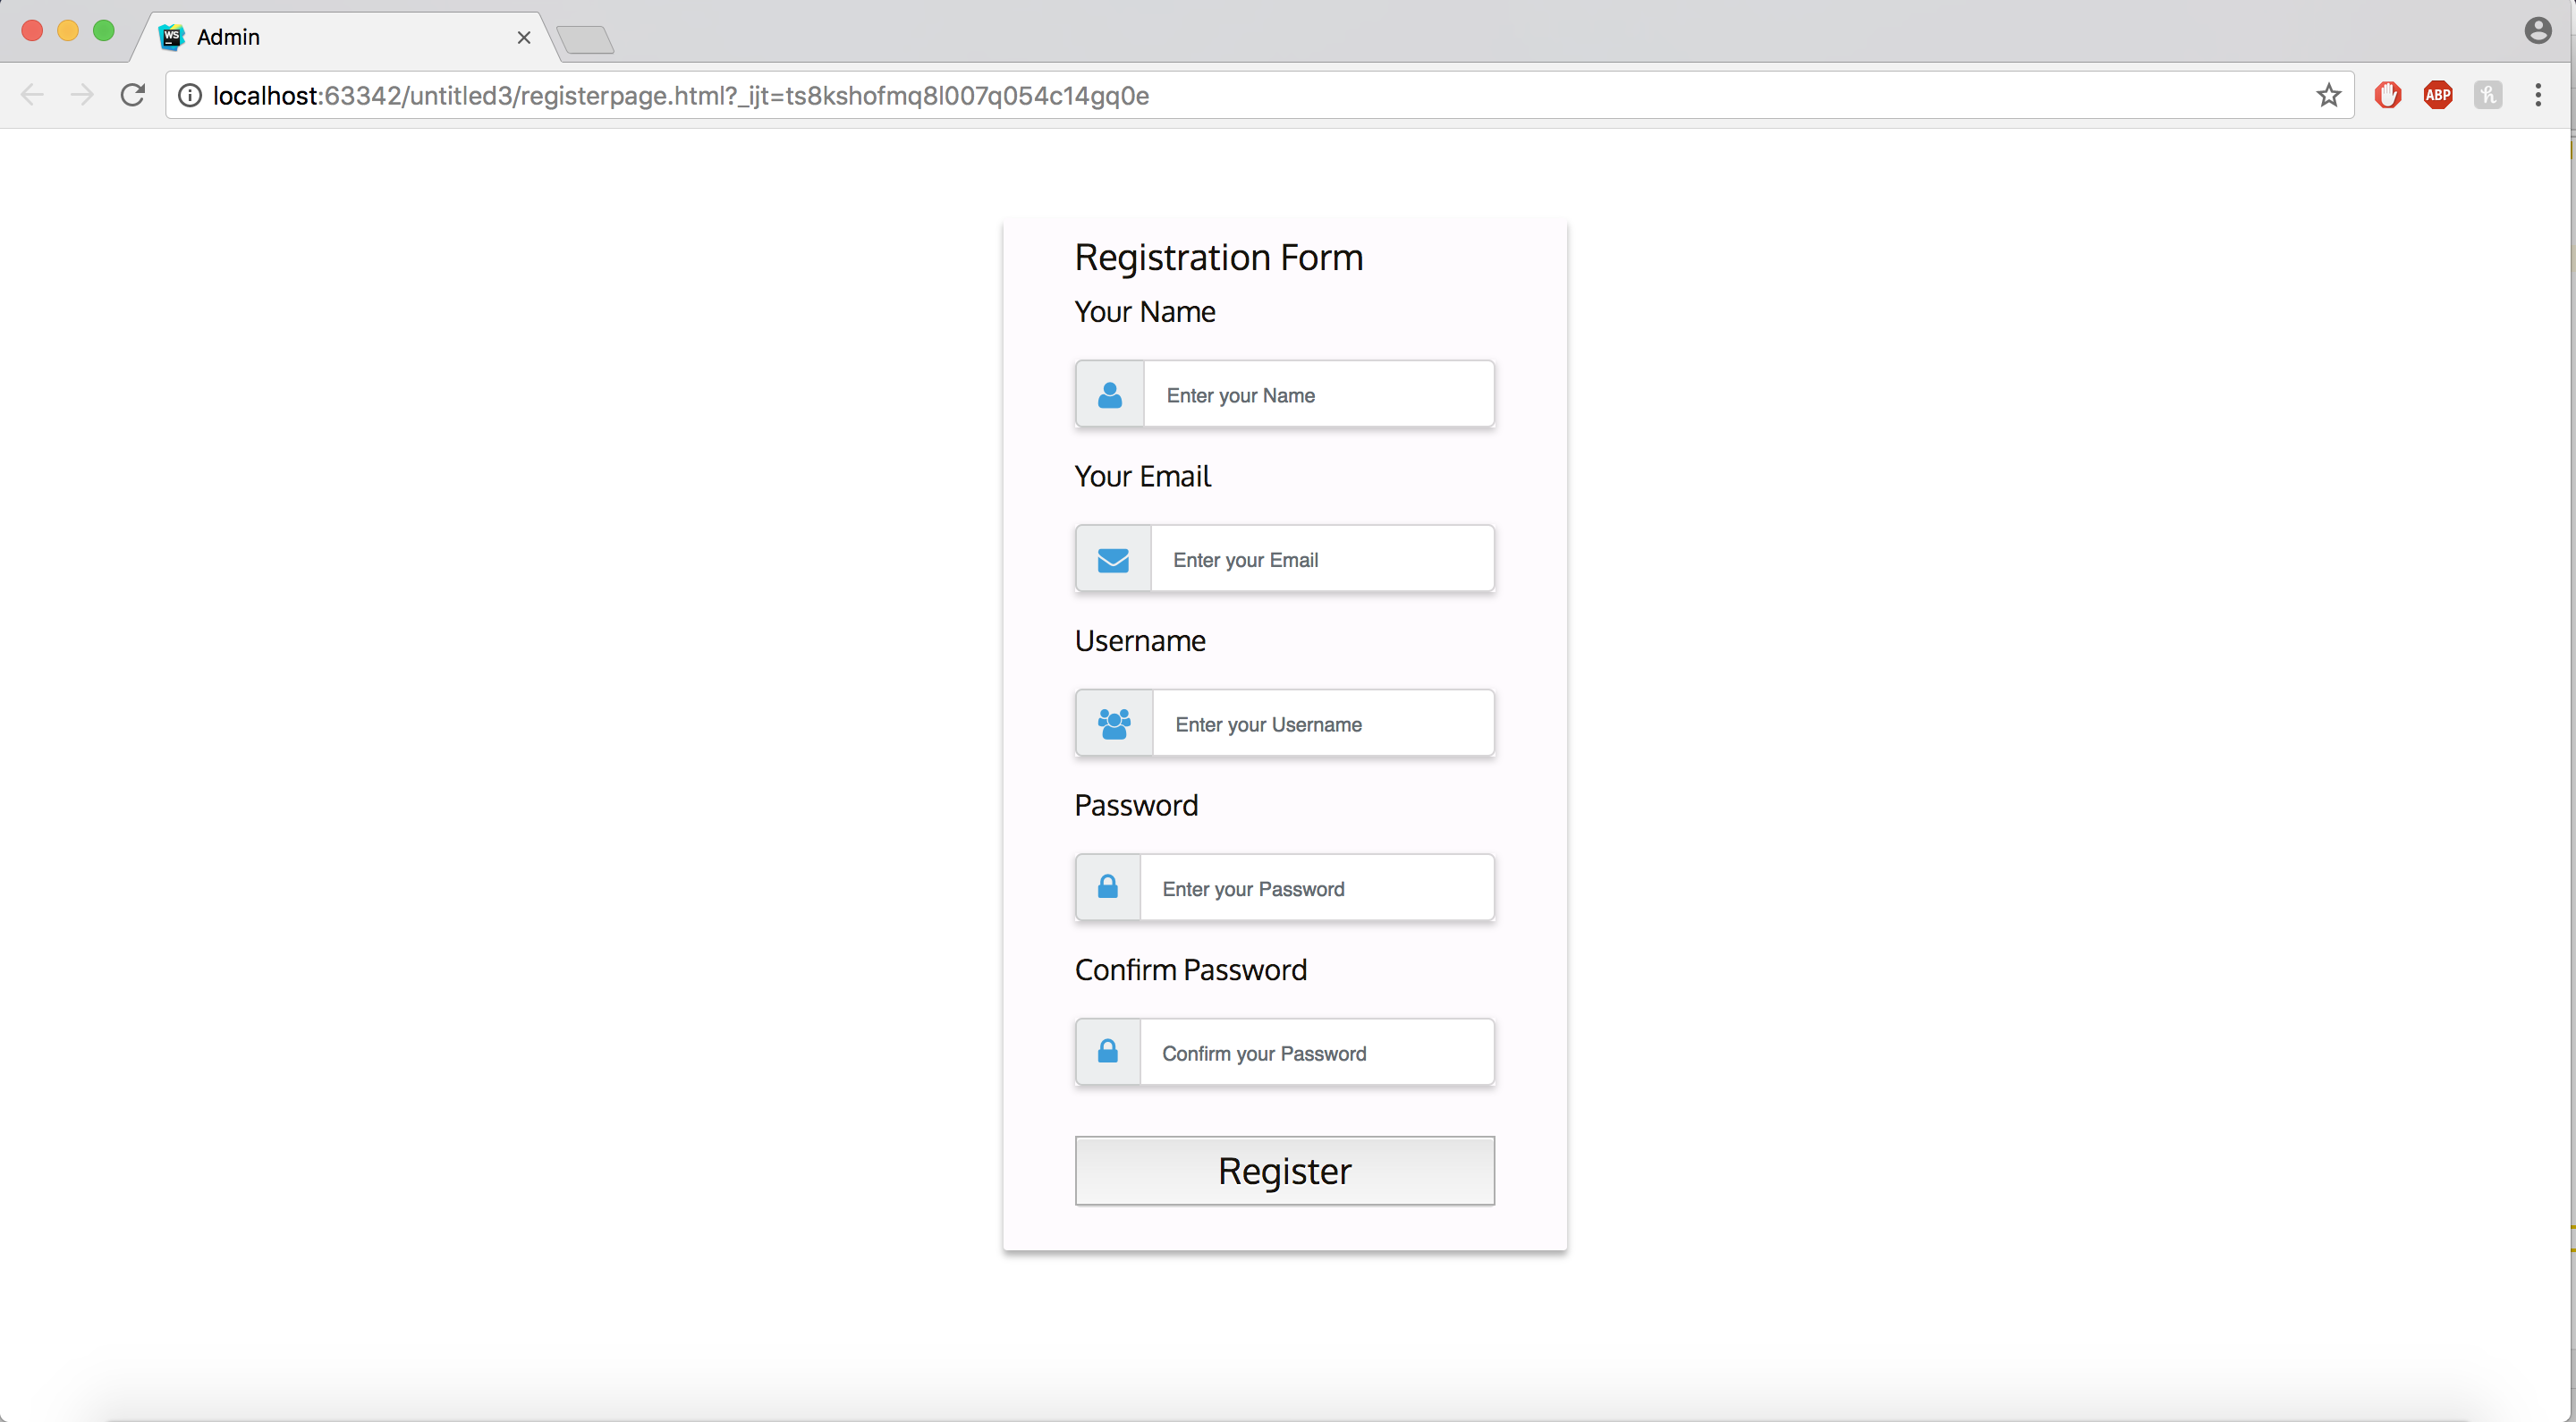 WS
Admin
localhost:63342/untitled3/registerpage.html?_ijt=ts8kshofmq8l007q054c14gq0e
ABP
h
Registration Form
Your Name
Enter your Name
Your Email
Enter your Email
Username
Enter your Username
Password
Enter your Password
Confirm Password
Confirm your Password
Register